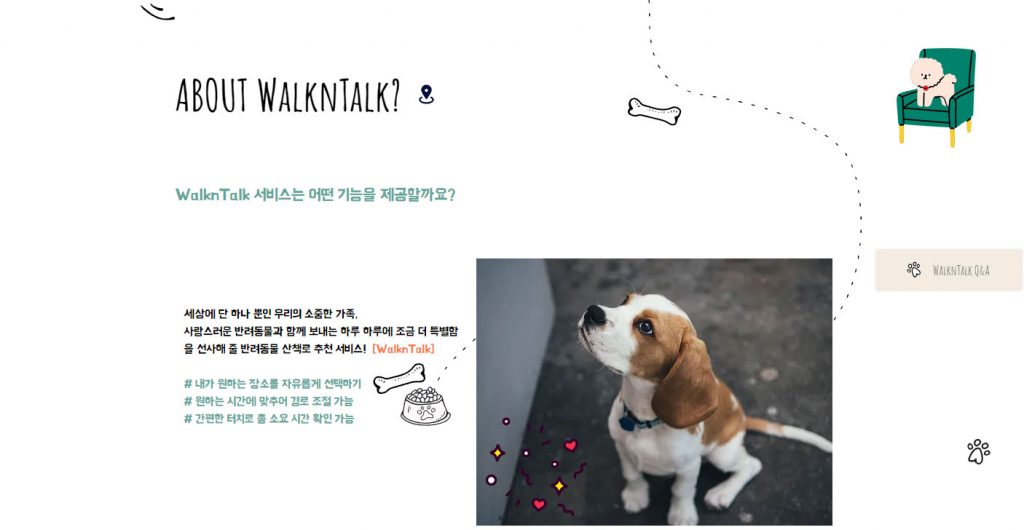 ABOUT WALKNTALK?
WalknTalk 서비스는 어떤 기능을 제공할까요?
WALKNTALK Q&A
세상에 단 하나 뿐인 우리의 소중한 가족,
사랑스러운 반려동물과 함께 보내는 하루 하루에 조금 더 특별함
을 선사해 줄 반려동물 산책로 추천 서비스! [WalknTalk]
# 내가 원하는 장소를 자유롭게 선택하기
# 원하는 시간에 맞추어 경로 조절 가능
# 간편한 터치로 총 소요 시간 확인 가능